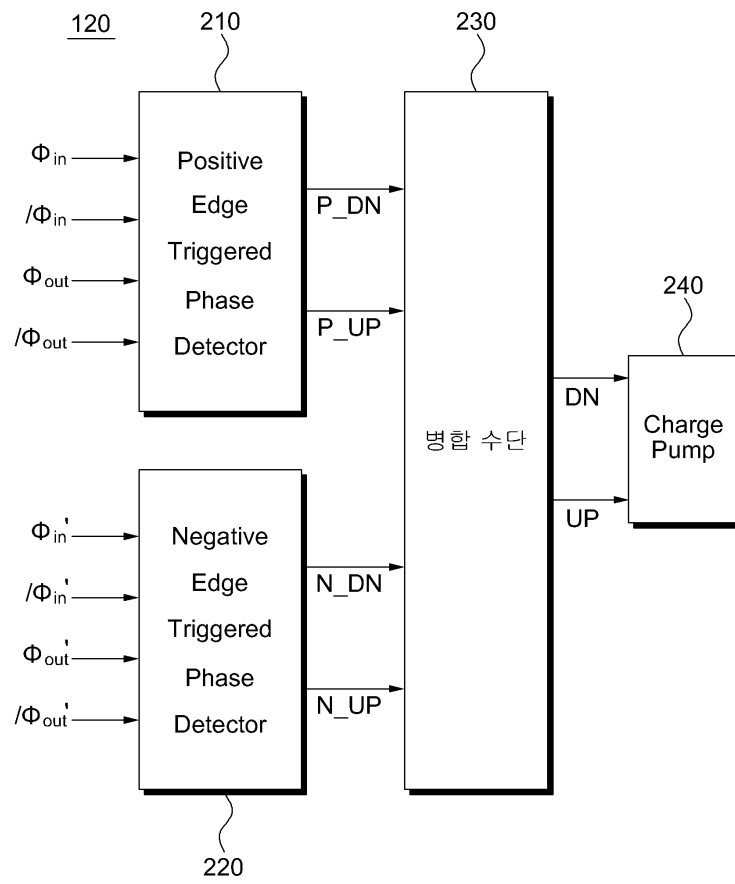 120
210
230
Φin
/Φin
Φout
/Φout
Positive
Edge
Triggered
Phase
Detector
P_DN
P_UP
병합 수단
240
DN
UP
Charge
Pump
Φin'
/Φin'
Φout'
/Φout'
Negative
Edge
Triggered
Phase
Detector
N_DN
N_UP
220